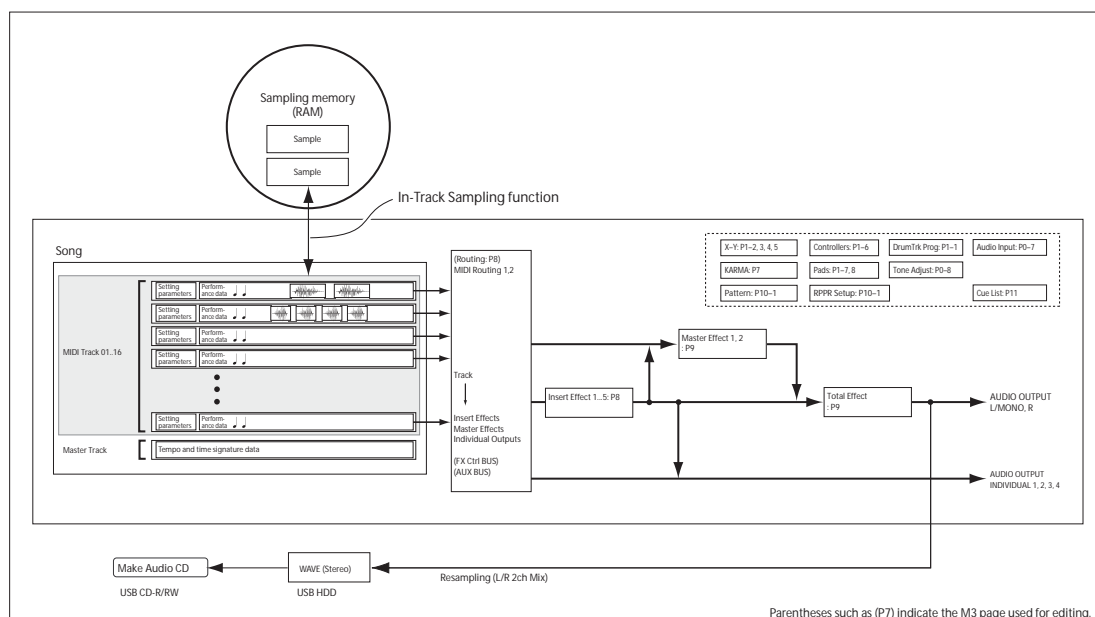 Sampling memory
(RAM)
Sample
Sample
In-Track Sampling function
Song
(Routing: P8)
MIDI Routing 1,2
X–Y: P1–2, 3, 4, 5
Controllers: P1–6
DrumTrk Prog: P1–1
Audio Input: P0–7
KARMA: P7
Pads: P1–7, 8
Tone Adjust: P0–8
Pattern: P10–1
RPPR Setup: P10–1
Cue List: P11
Setting
parameters
Perform-
ance data
Setting
parameters
Perform-
ance data
Setting
parameters
Perform-
ance data
MIDI Track 01..16
Setting
parameters
Perform-
ance data
Setting
parameters
Perform-
ance data
Master Track
Tempo and time signature data
Track
Insert Effects
Master Effects
Individual Outputs
(FX Ctrl BUS)
(AUX BUS)
Master Effect 1, 2
: P9
Insert Effect 1...5: P8
Total Effect
: P9
AUDIO OUTPUT
L/MONO, R
AUDIO OUTPUT
INDIVIDUAL 1, 2, 3, 4
Make Audio CD
USB CD-R/RW
WAVE (Stereo)
USB HDD
Resampling (L/R 2ch Mix)
Parentheses such as (P7) indicate the M3 page used for editing.